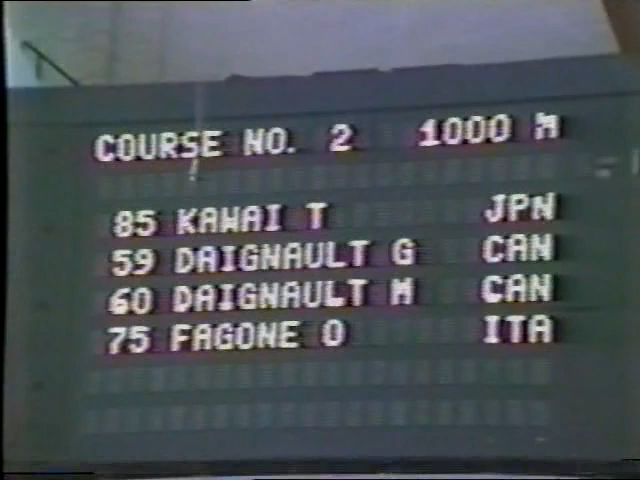 COURSE NO. 2 1000 M
85 KAWAI T JPN
59 DAIGNAULT G CAN
60 DAIGNAULT M CAN
75 FAGONE O ITA